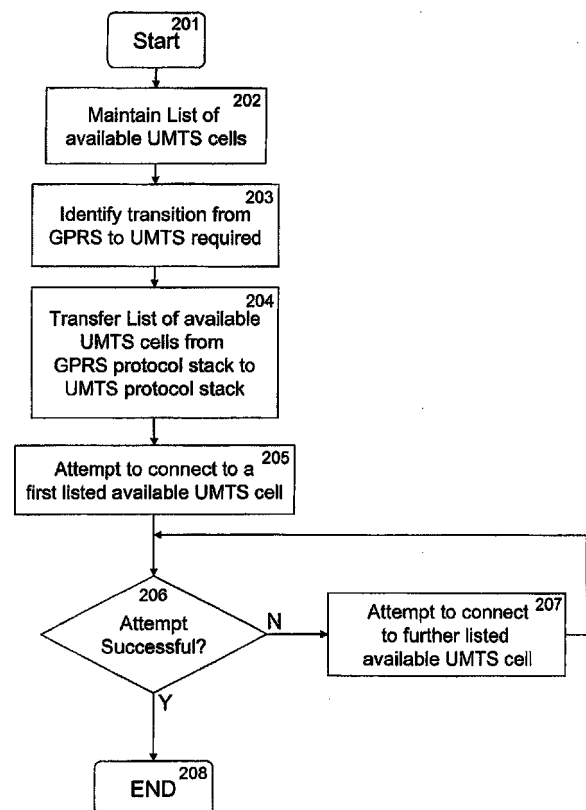 201
Start
202
Maintain List of
available UMTS cells
203
Identify transition from
GPRS to UMTS required
204
Transfer List of available
UMTS cells from
GPRS protocol stack to
UMTS protocol stack
205
Attempt to connect to a
first listed available UMTS cell
206
Attempt
Successful?
N
Y
207
Attempt to connect
to further listed
available UMTS cell
208
END